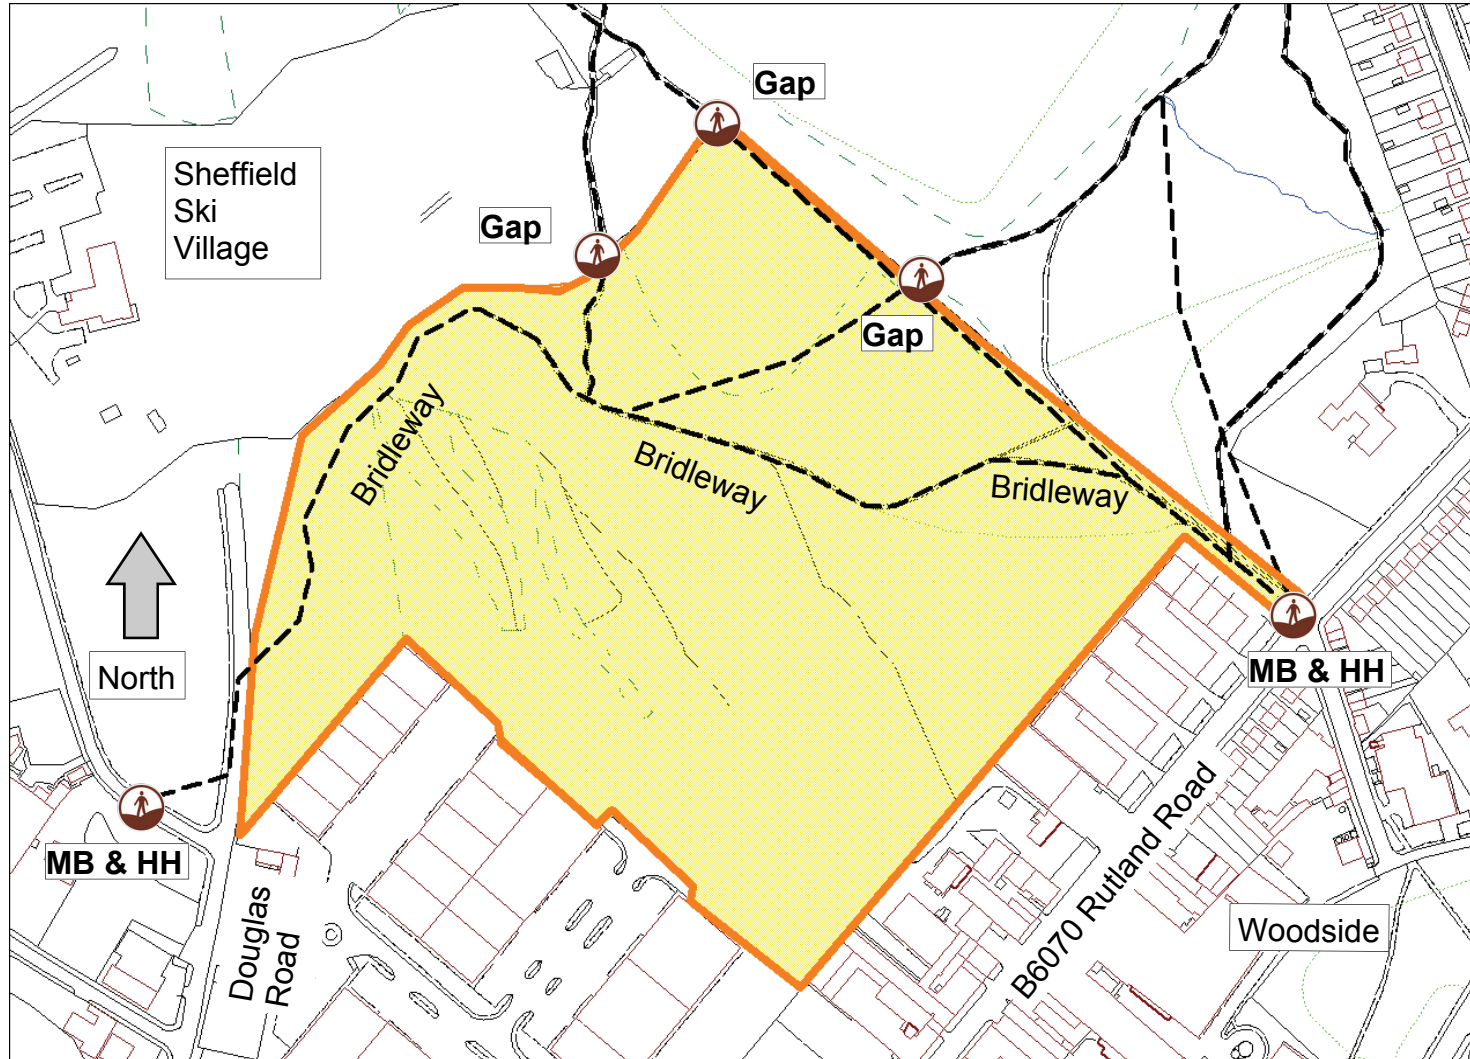 Gap
Sheffield
Ski
Village
Gap
Gap
Bridleway
Bridleway
Bridleway
North
MB & HH
MB & HH
Douglas
Road
B6070 Rutland Road
Woodside